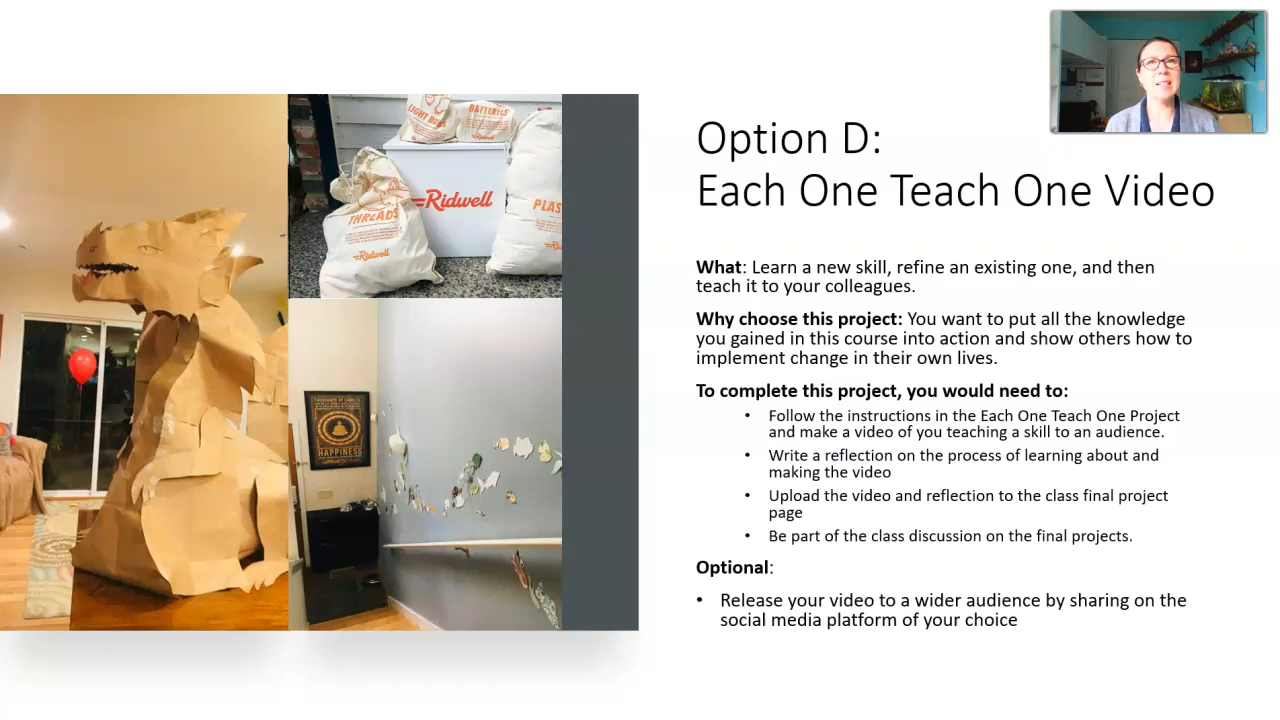 Option D:
Each One Teach One Video
What: Learn a new skill, refine an existing one, and then
teach it to your colleagues.
Why choose this project: You want to put all the knowledge
you gained in this course into action and show others how to
implement change in their own lives.
To complete this project, you would need to:
• Follow the instructions in the Each One Teach One Project
and make a video of you teaching a skill to an audience.
• Write a reflection on the process of learning about and
making the video
• Upload the video and reflection to the class final project
page
• Be part of the class discussion on the final projects.
Optional:
• Release your video to a wider audience by sharing on the
social media platform of your choice
LIGHT
BATTERIES
Ridwell
THREADS
Ridwell
PLAS
THOUSANDS OF CANDLES
HAPPINESS